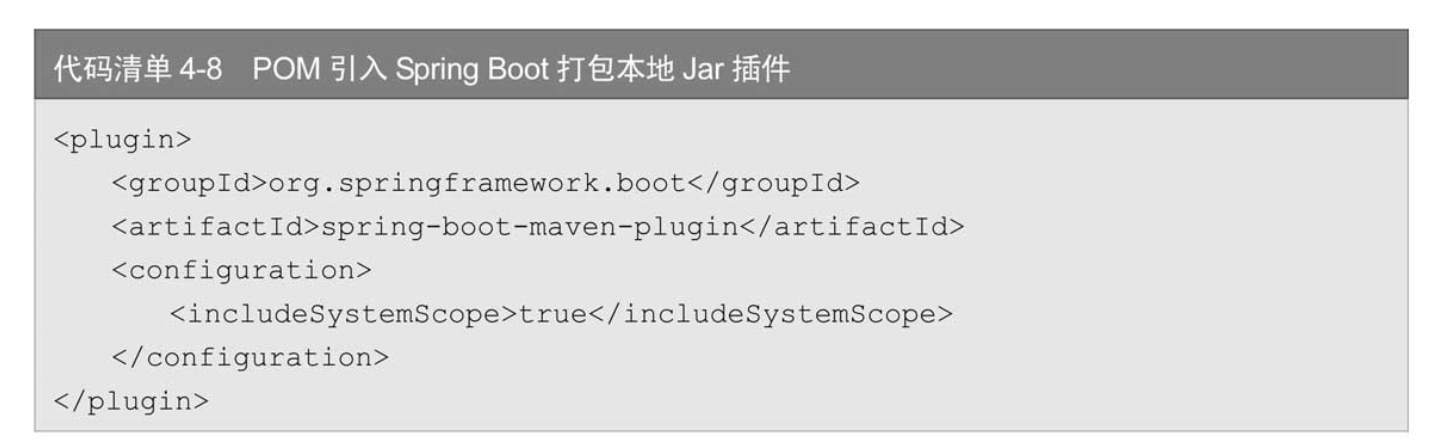 代码清单 4-8 POM 引入 Spring Boot 打包本地 Jar 插件
<plugin>
<groupId>org.springframework.boot</groupId>
<artifactId>spring-boot-maven-plugin</artifactId>
<configuration>
<includeSystemScope>true</includeSystemScope>
</configuration>
</plugin>